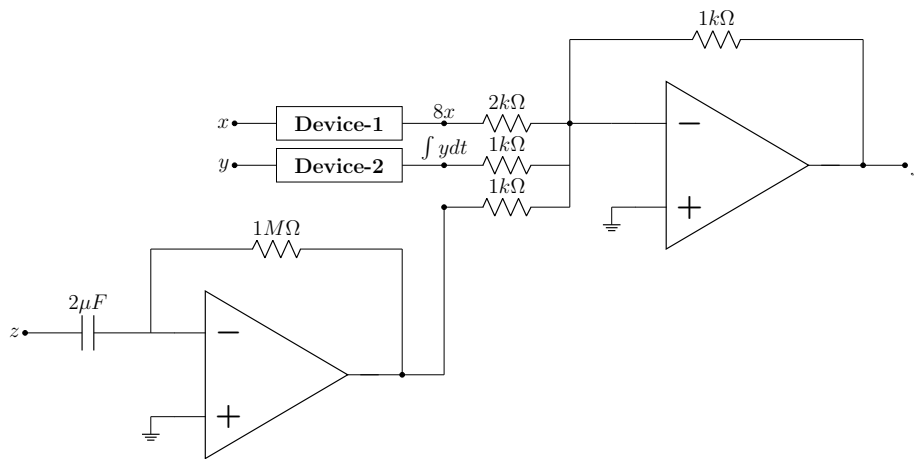 1kΩ
x Device-1 8x 2kΩ
y Device-2 ∫ ydt 1kΩ
1kΩ
1MΩ
2μF
z